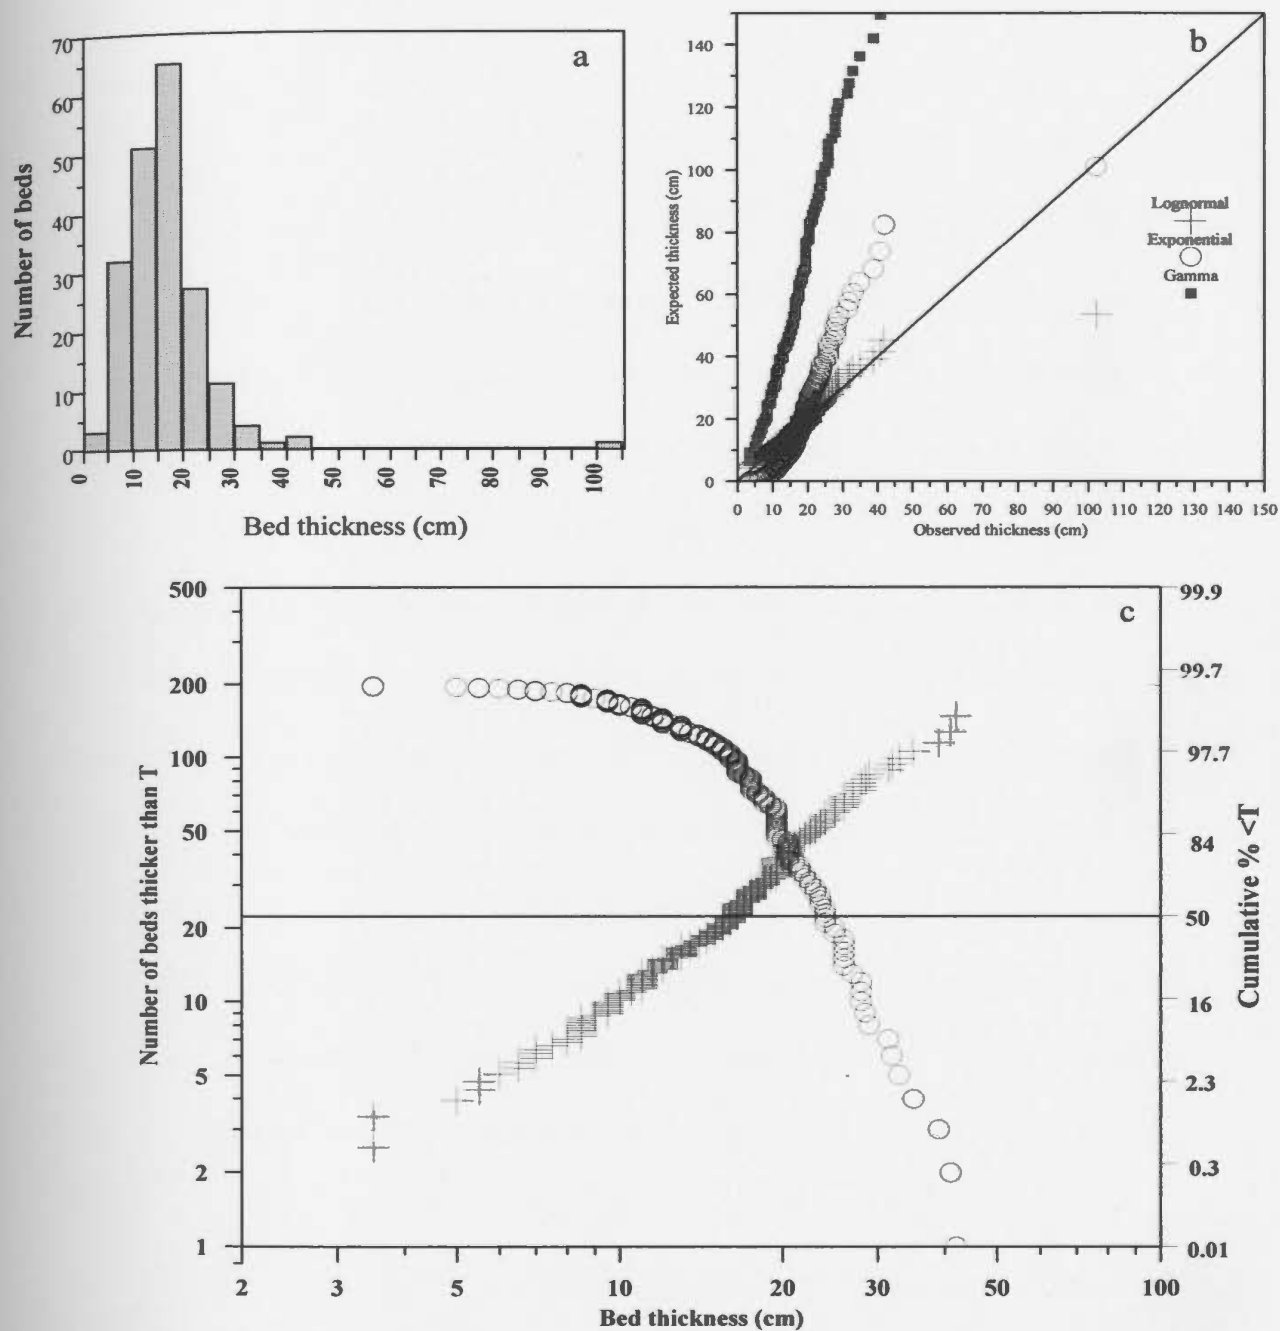 a
70
60
50
40
30
20
10
0
Number of beds
0 10 20 30 40 50 60 70 80 90 100
Bed thickness (cm)
b
140
120
100
80
60
40
20
0
Expected thickness (cm)
Lognormal
Exponential
Gamma
0 10 20 30 40 50 60 70 80 90 100 110 120 130 140 150
Observed thickness (cm)
c
500
200
100
50
20
10
5
2
1
Number of beds thicker than T
99.9
99.7
97.7
84
50
16
2.3
0.3
0.01
Cumulative % <T
2 3 5 10 20 30 50 100
Bed thickness (cm)